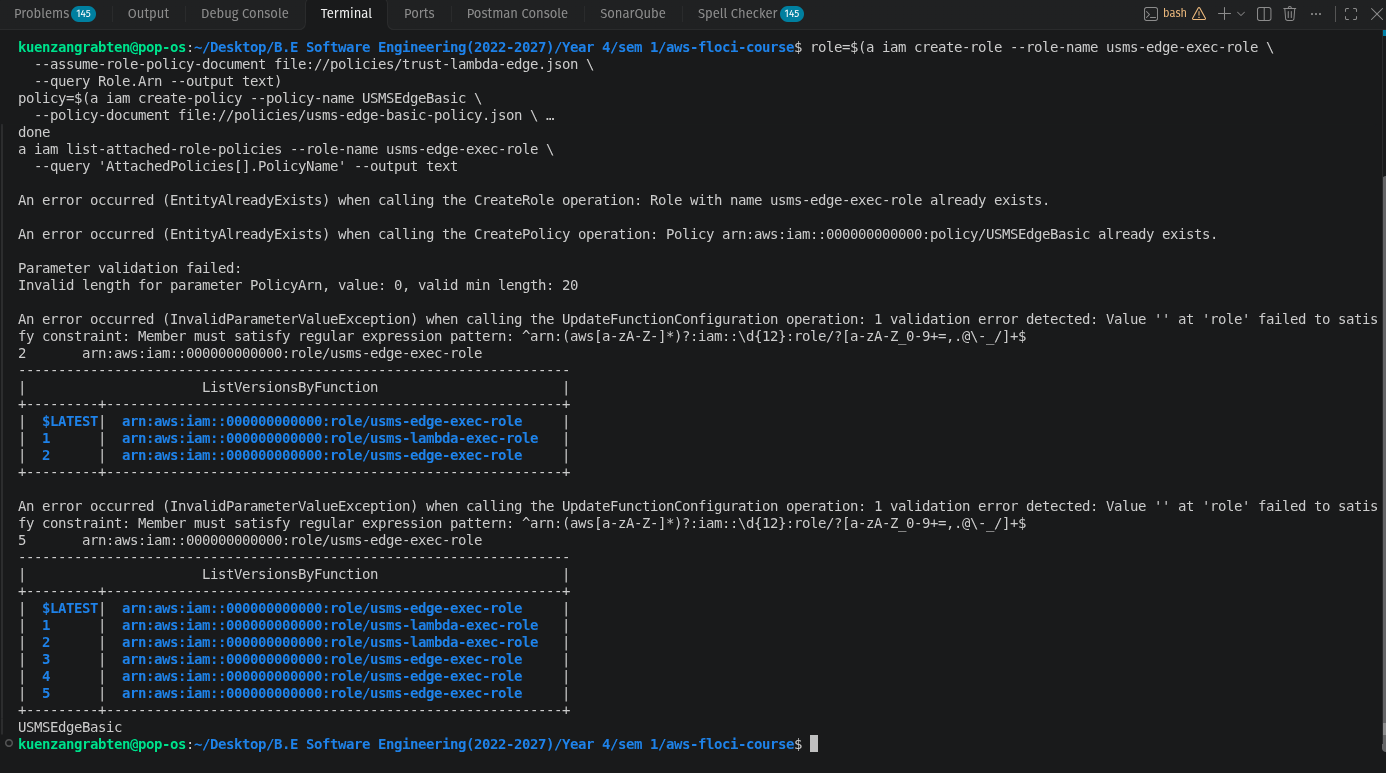 Problems 145 Output Debug Console Terminal Ports Postman Console SonarQube Spell Checker 145 bash
kuenzangrabten@pop-os:~/Desktop/B.E Software Engineering(2022-2027)/Year 4/sem 1/aws-floci-course$ role=$(a iam create-role --role-name usms-edge-exec-role \
  --assume-role-policy-document file://policies/trust-lambda-edge.json \
  --query Role.Arn --output text)
policy=$(a iam create-policy --policy-name USMSEdgeBasic \
  --policy-document file://policies/usms-edge-basic-policy.json \ …
done
a iam list-attached-role-policies --role-name usms-edge-exec-role \
  --query 'AttachedPolicies[].PolicyName' --output text
An error occurred (EntityAlreadyExists) when calling the CreateRole operation: Role with name usms-edge-exec-role already exists.
An error occurred (EntityAlreadyExists) when calling the CreatePolicy operation: Policy arn:aws:iam::000000000000:policy/USMSEdgeBasic already exists.
Parameter validation failed:
Invalid length for parameter PolicyArn, value: 0, valid min length: 20
An error occurred (InvalidParameterValueException) when calling the UpdateFunctionConfiguration operation: 1 validation error detected: Value '' at 'role' failed to satis
fy constraint: Member must satisfy regular expression pattern: ^arn:(aws[a-zA-Z-]*)?:iam::\d{12}:role/?[a-zA-Z_0-9+=,.@\-_/]+$
2       arn:aws:iam::000000000000:role/usms-edge-exec-role
---------------------------------------------------------------------
|                      ListVersionsByFunction                       |
+---------+---------------------------------------------------------+
|  $LATEST|  arn:aws:iam::000000000000:role/usms-edge-exec-role     |
|  1      |  arn:aws:iam::000000000000:role/usms-lambda-exec-role   |
|  2      |  arn:aws:iam::000000000000:role/usms-edge-exec-role     |
+---------+---------------------------------------------------------+
An error occurred (InvalidParameterValueException) when calling the UpdateFunctionConfiguration operation: 1 validation error detected: Value '' at 'role' failed to satis
fy constraint: Member must satisfy regular expression pattern: ^arn:(aws[a-zA-Z-]*)?:iam::\d{12}:role/?[a-zA-Z_0-9+=,.@\-_/]+$
5       arn:aws:iam::000000000000:role/usms-edge-exec-role
---------------------------------------------------------------------
|                      ListVersionsByFunction                       |
+---------+---------------------------------------------------------+
|  $LATEST|  arn:aws:iam::000000000000:role/usms-edge-exec-role     |
|  1      |  arn:aws:iam::000000000000:role/usms-lambda-exec-role   |
|  2      |  arn:aws:iam::000000000000:role/usms-lambda-exec-role   |
|  3      |  arn:aws:iam::000000000000:role/usms-edge-exec-role     |
|  4      |  arn:aws:iam::000000000000:role/usms-edge-exec-role     |
|  5      |  arn:aws:iam::000000000000:role/usms-edge-exec-role     |
+---------+---------------------------------------------------------+
USMSEdgeBasic
kuenzangrabten@pop-os:~/Desktop/B.E Software Engineering(2022-2027)/Year 4/sem 1/aws-floci-course$